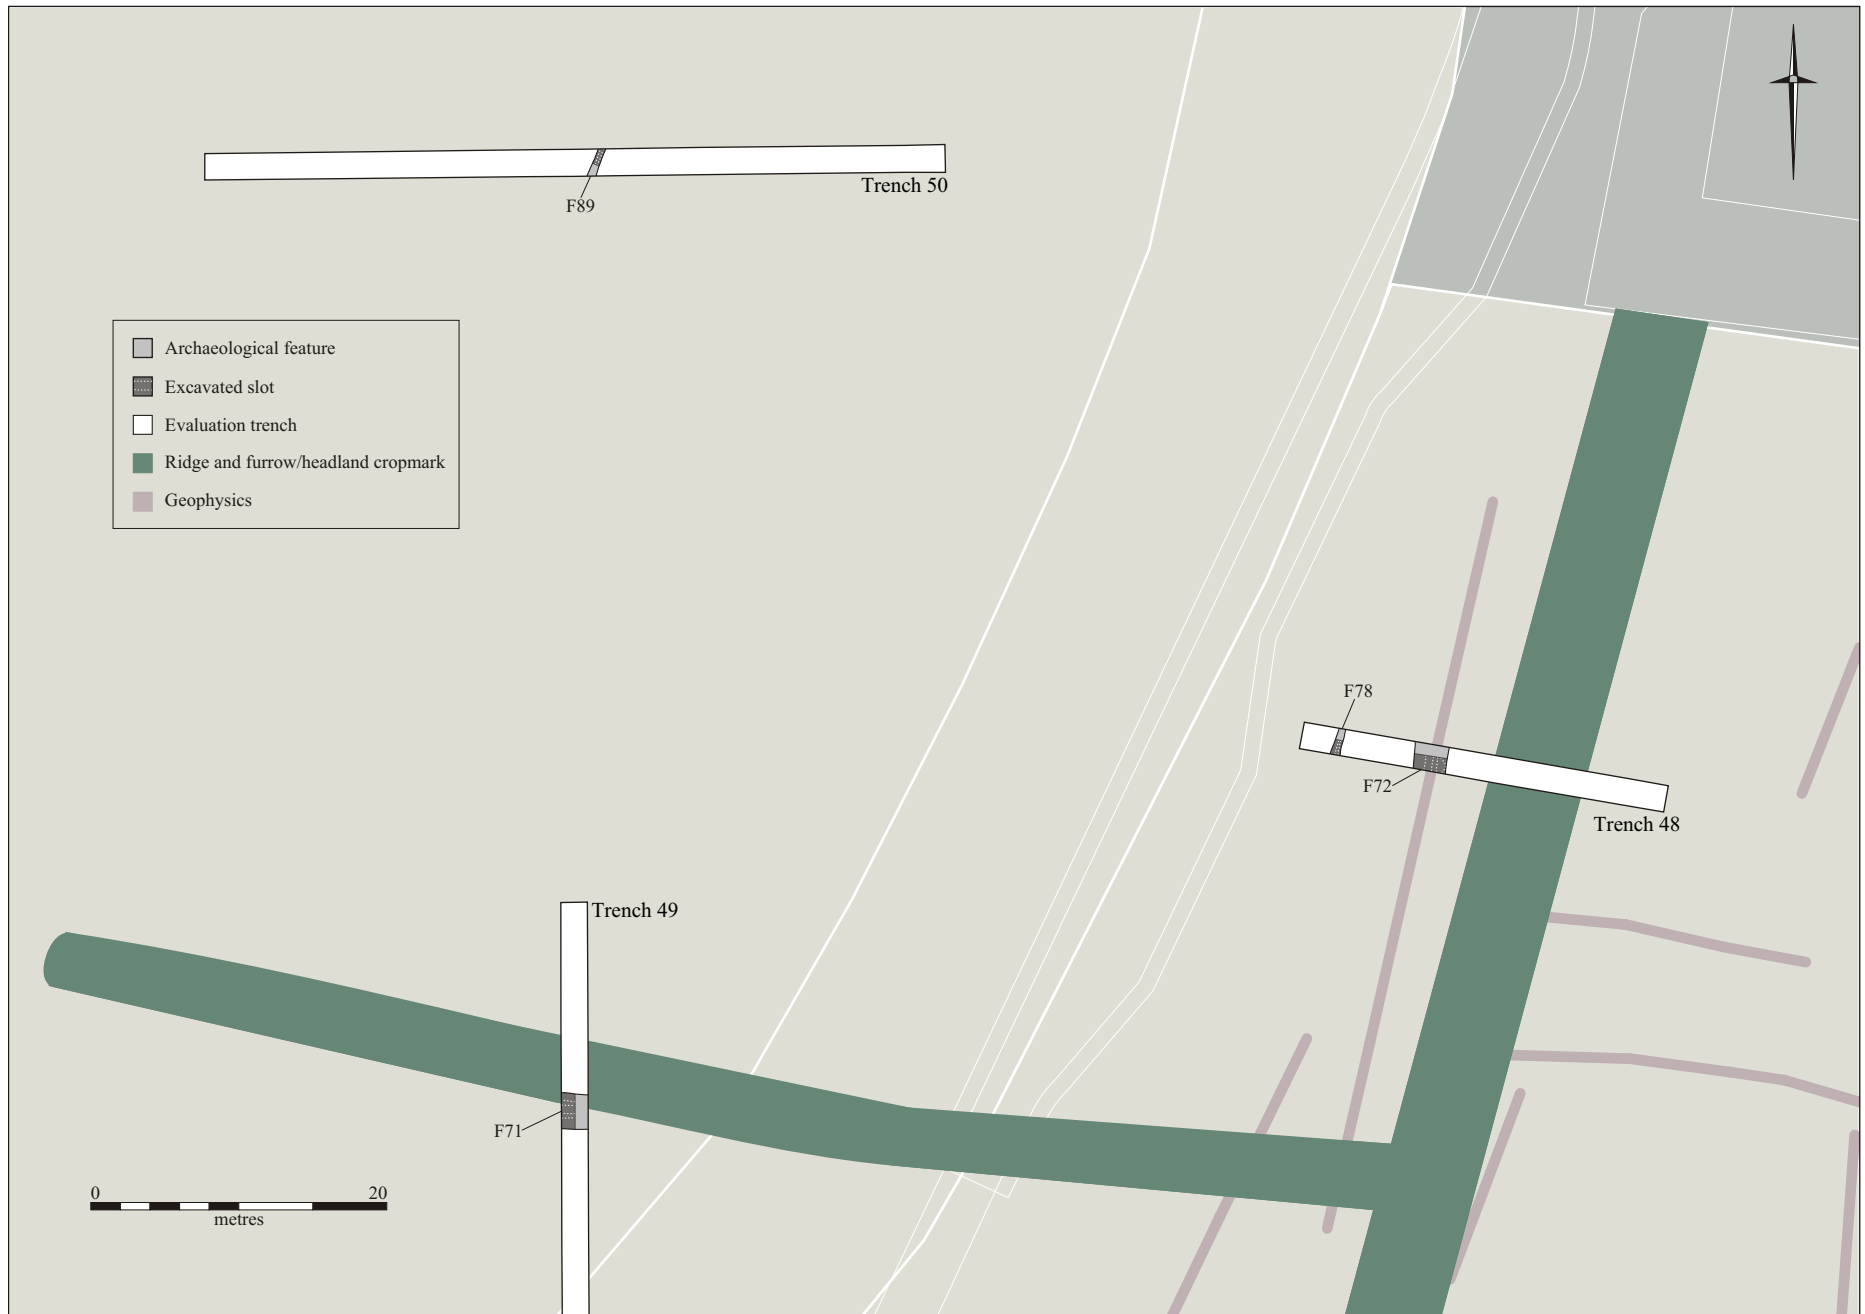 Trench 50
F89
Archaeological feature
Excavated slot
Evaluation trench
Ridge and furrow/headland cropmark
Geophysics
F78
F72
Trench 48
Trench 49
F71
0 20
metres